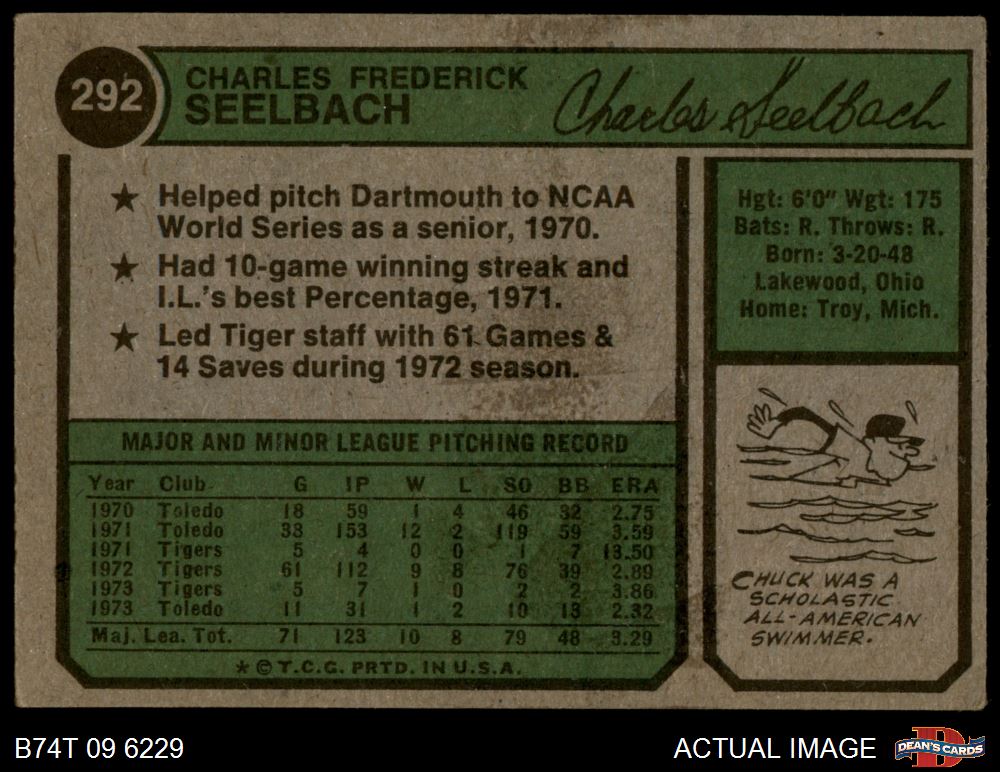 292
CHARLES FREDERICK
SEELBACH
Charles Seelbach
★ Helped pitch Dartmouth to NCAA
World Series as a senior, 1970.
★ Had 10-game winning streak and
I.L.'s best Percentage, 1971.
★ Led Tiger staff with 61 Games &
14 Saves during 1972 season.
Hgt: 6'0" Wgt: 175
Bats: R. Throws: R.
Born: 3-20-48
Lakewood, Ohio
Home: Troy, Mich.
MAJOR AND MINOR LEAGUE PITCHING RECORD
Year Club G IP W L SO BB ERA
1970 Toledo 18 59 1 4 46 32 2.75
1971 Toledo 33 153 12 2 119 59 3.59
1971 Tigers 5 4 0 0 1 7 13.50
1972 Tigers 61 112 9 8 76 39 2.89
1973 Tigers 5 7 1 0 2 2 3.86
1973 Toledo 11 31 1 2 10 13 2.32
Maj. Lea. Tot. 71 123 10 8 79 48 3.29
★ © T.C.G. PRTD. IN U.S.A.
CHUCK WAS A
SCHOLASTIC
ALL-AMERICAN
SWIMMER.
B74T 09 6229
ACTUAL IMAGE
D
DEAN'S CARDS